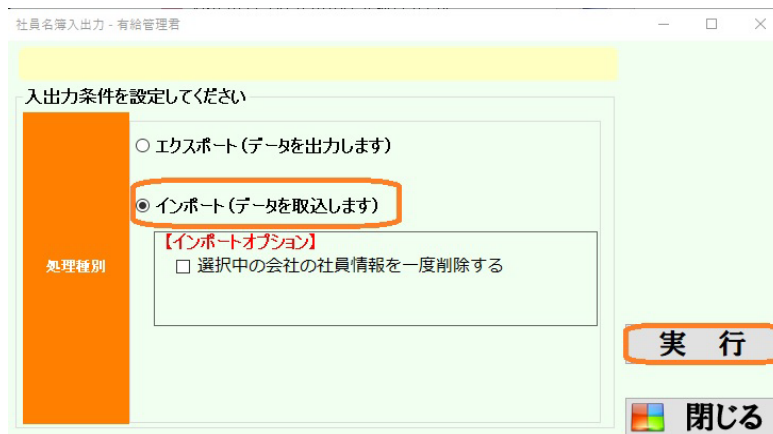 社員名簿入出力 - 有給管理君
入出力条件を設定してください
エクスポート(データを出力します)
インポート(データを取込します)
【インポートオプション】
選択中の会社の社員情報を一度削除する
処理種別
実 行
閉じる